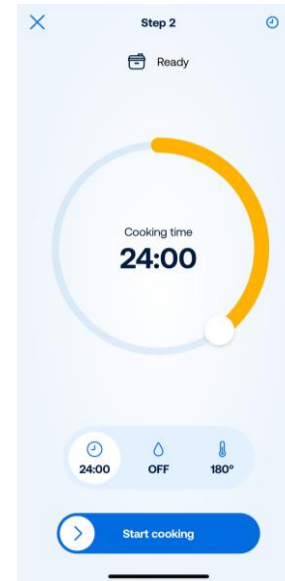 Step 2
Ready
Cooking time
24:00
24:00 OFF 180°
Start cooking